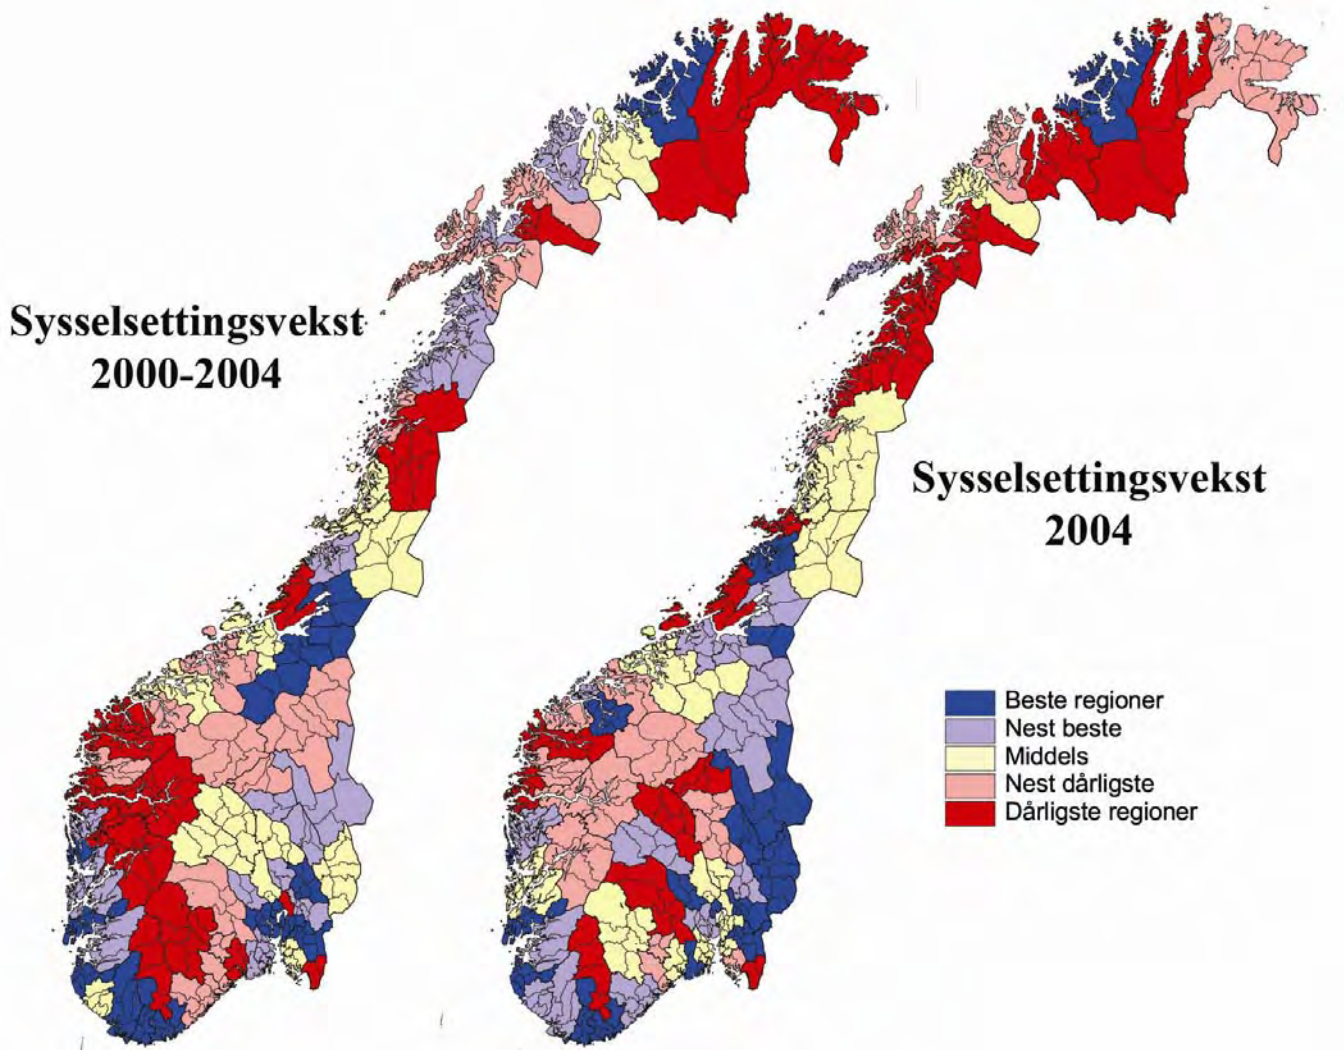 Sysselsettingsvekst
2000-2004
Sysselsettingsvekst
2004
Beste regioner
Nest beste
Middels
Nest dårligste
Dårligste regioner